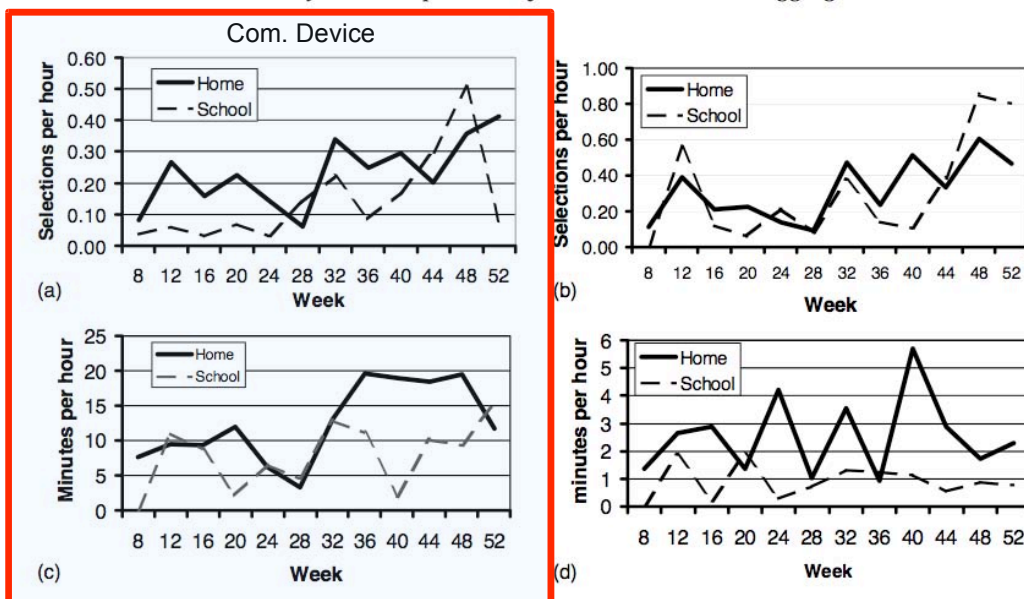 Com. Device
0.60
0.50
0.40
0.30
0.20
0.10
0.00
Selections per hour
Home
School
8 12 16 20 24 28 32 36 40 44 48 52
(a)
Week
1.00
0.80
0.60
0.40
0.20
0.00
Selections per hour
Home
School
8 12 16 20 24 28 32 36 40 44 48 52
(b)
Week
25
20
15
10
5
0
Minutes per hour
Home
School
8 12 16 20 24 28 32 36 40 44 48 52
(c)
Week
6
5
4
3
2
1
0
minutes per hour
Home
School
8 12 16 20 24 28 32 36 40 44 48 52
(d)
Week